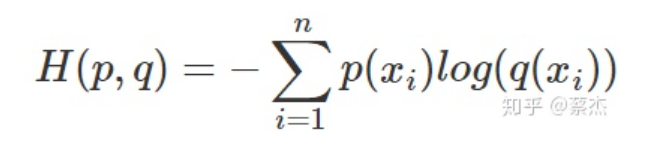 H(p, q) = − ∑_{i=1}^{n} p(x_i)log(q(x_i))
知乎 @蔡杰